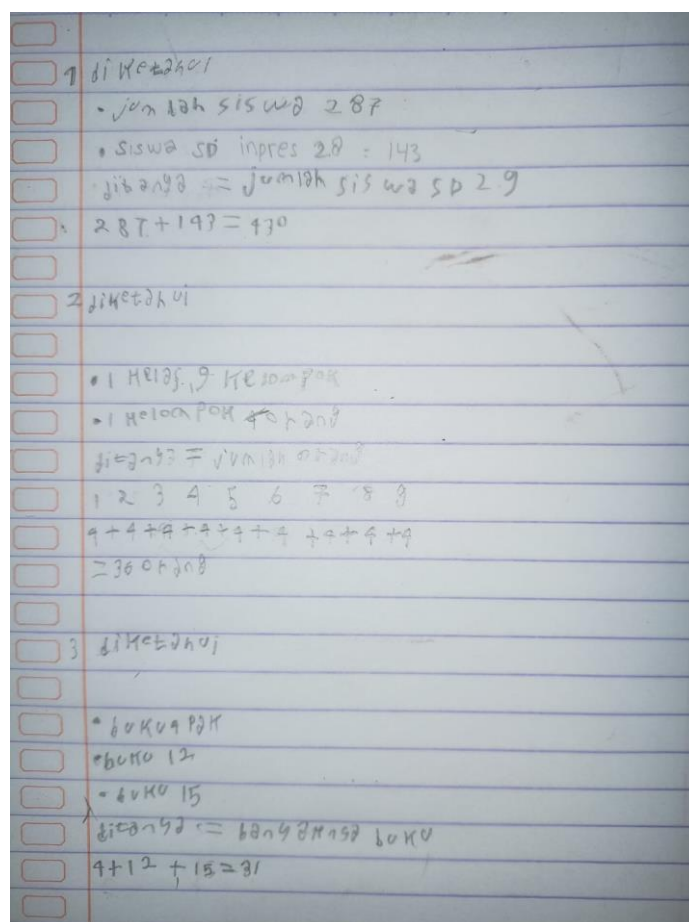 1 diketahui
• jumlah siswa 287
• siswa SD inpres 28 = 143
ditanya = jumlah siswa SD 29
287+143=430
2 diketahui
• 1 kelas, 9 kelompok
• 1 kelompok 4 orang
ditanya = jumlah orang
1 2 3 4 5 6 7 8 9
4+4+4+4+4+4+4+4+4
=36 orang
3 diketahui
• buku 4 pak
• buku 12
• buku 15
ditanya = banyaknya buku
4+12+15=31